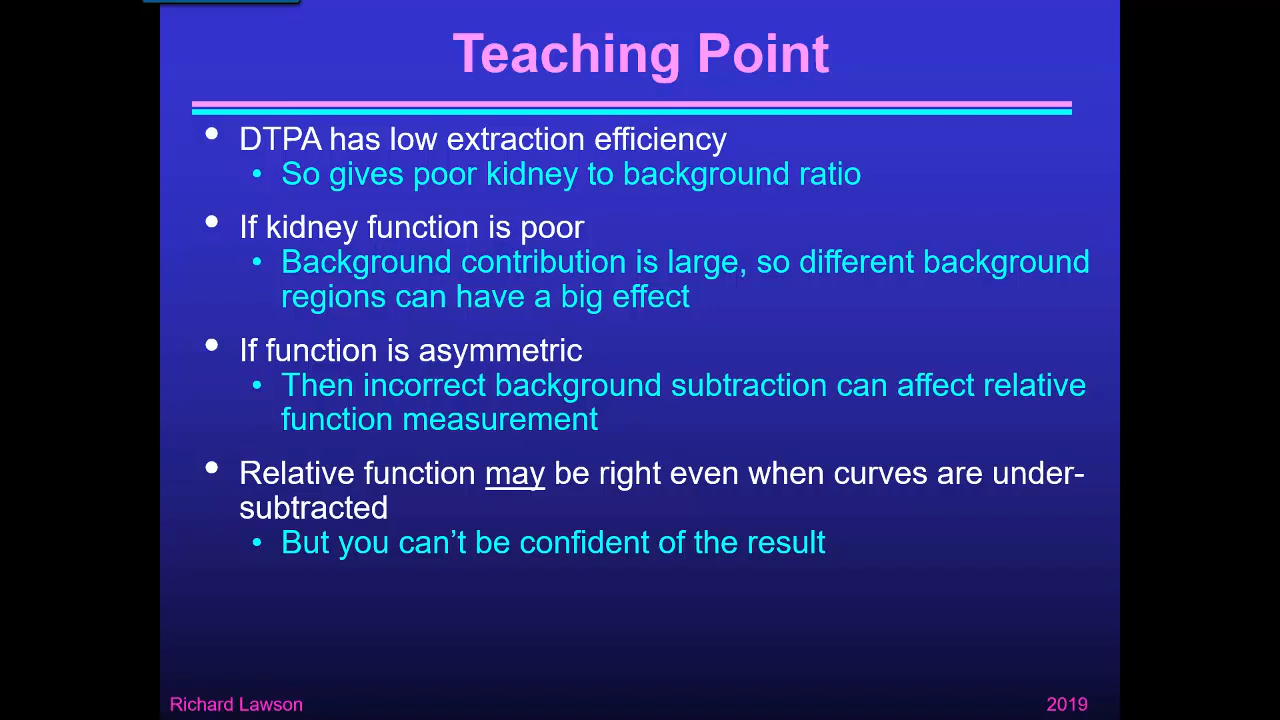 Teaching Point
• DTPA has low extraction efficiency
• So gives poor kidney to background ratio
• If kidney function is poor
• Background contribution is large, so different background
regions can have a big effect
• If function is asymmetric
• Then incorrect background subtraction can affect relative
function measurement
• Relative function may be right even when curves are under-
subtracted
• But you can’t be confident of the result
Richard Lawson
2019